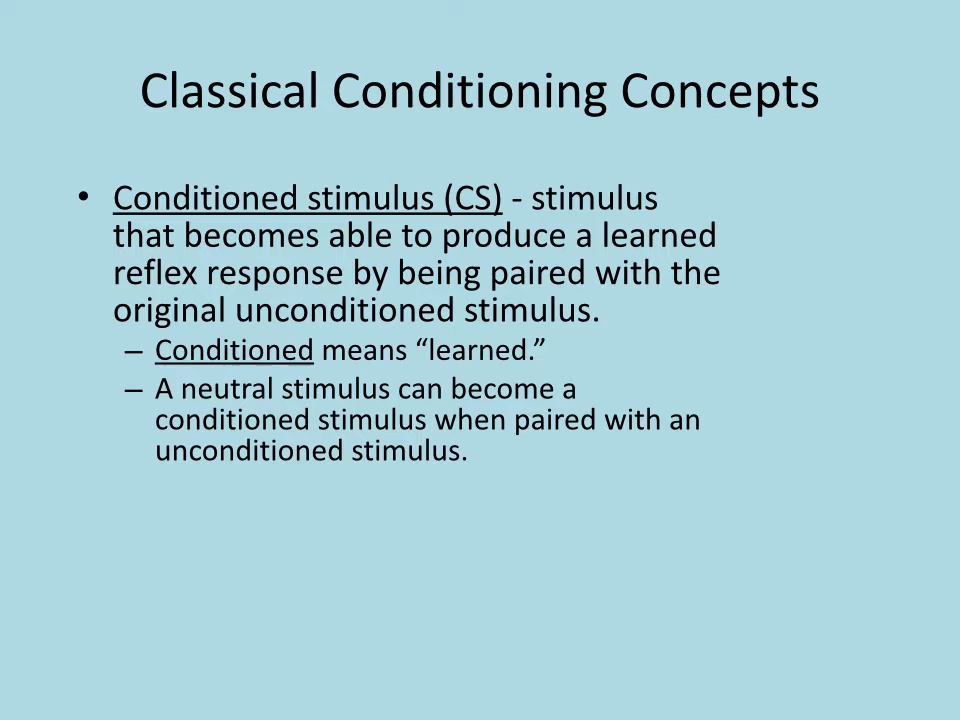 Classical Conditioning Concepts
• Conditioned stimulus (CS) - stimulus
that becomes able to produce a learned
reflex response by being paired with the
original unconditioned stimulus.
– Conditioned means “learned.”
– A neutral stimulus can become a
conditioned stimulus when paired with an
unconditioned stimulus.